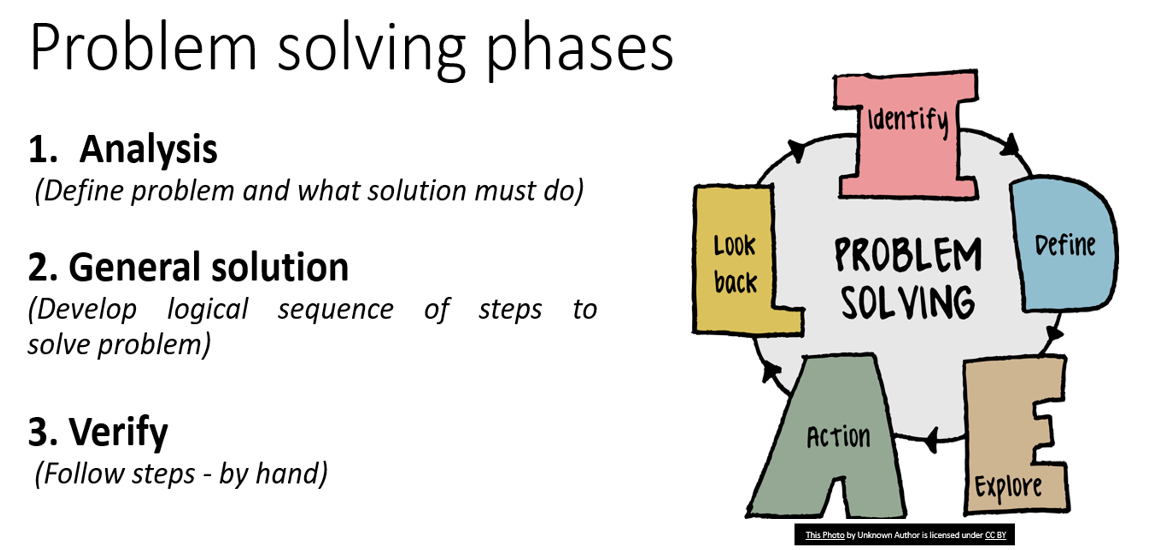 Problem solving phases
1. Analysis
(Define problem and what solution must do)
2. General solution
(Develop logical sequence of steps to
solve problem)
3. Verify
(Follow steps - by hand)
Identify
Define
Explore
Action
Look
back
PROBLEM
SOLVING
This Photo by Unknown Author is licensed under CC BY